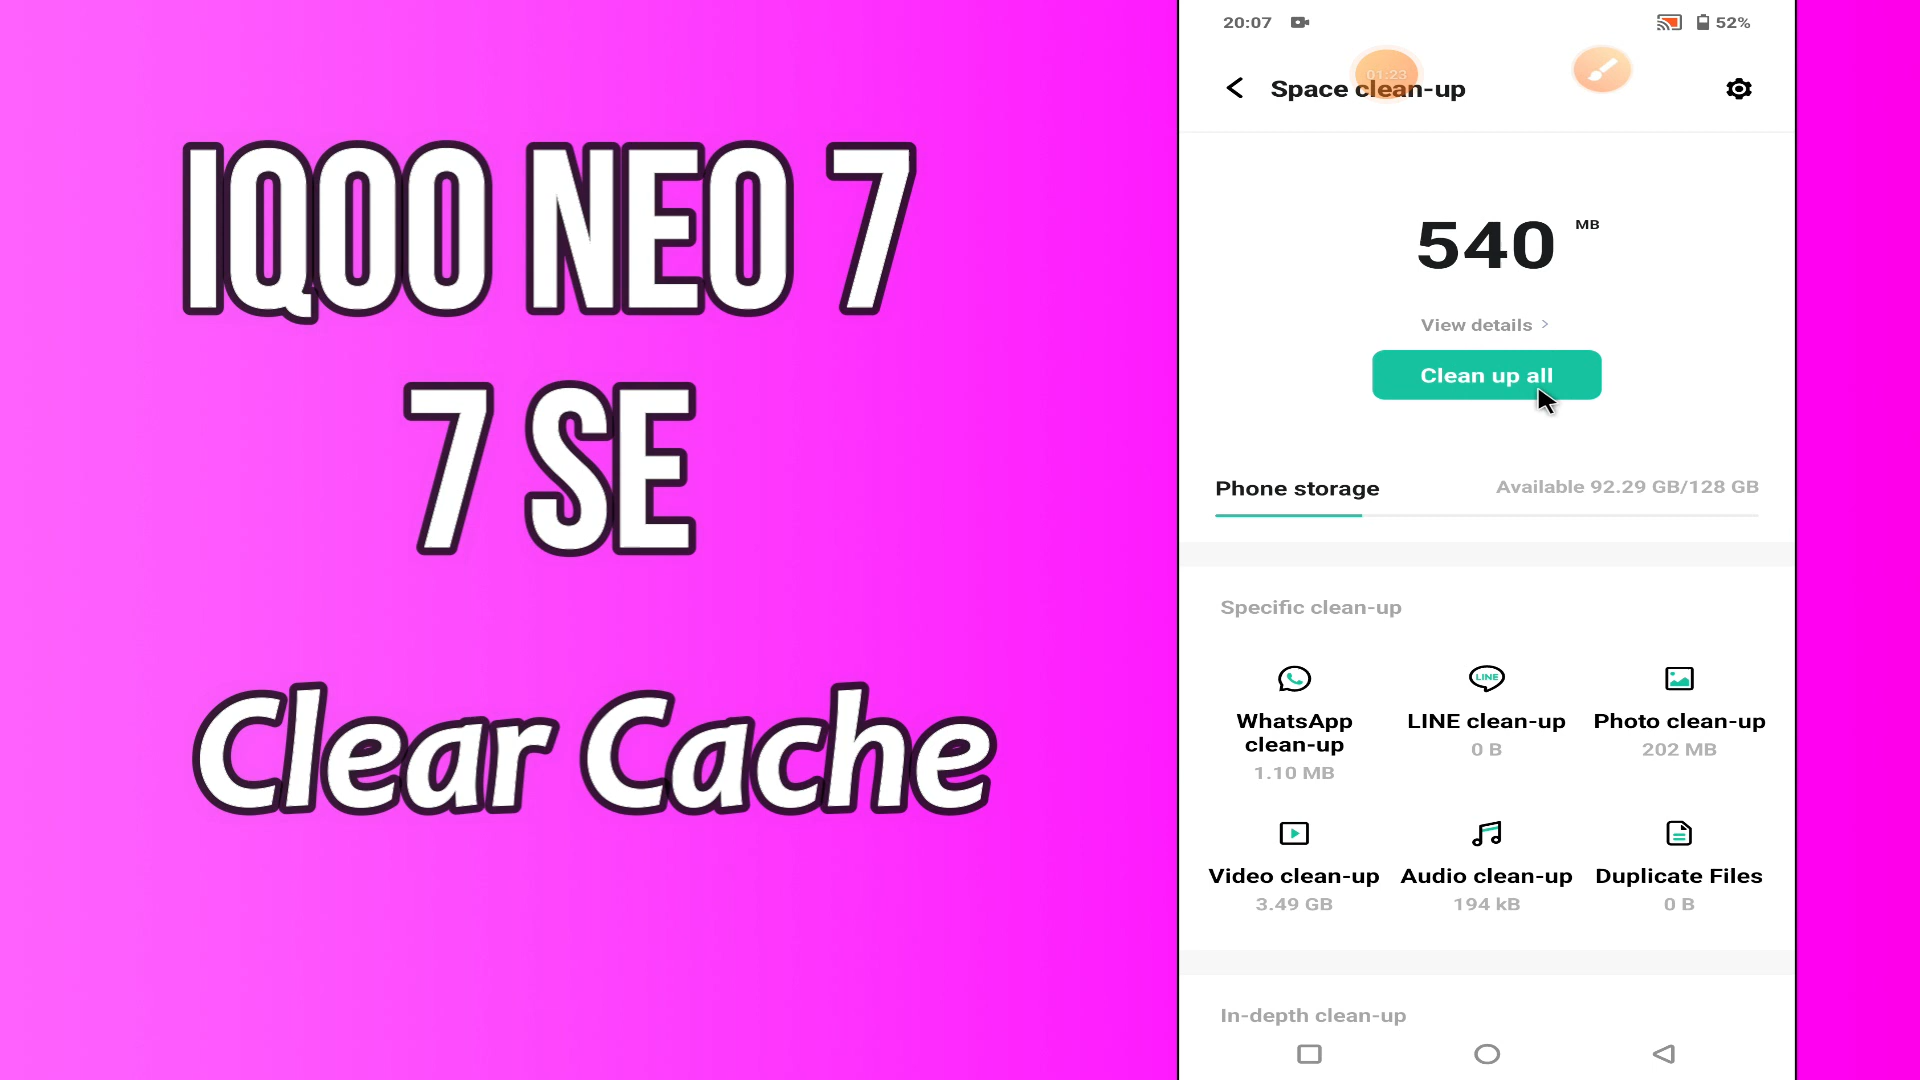 IQOO NEO 7
7 SE
Clear Cache
20:07
52%
01:23
Space clean-up
540 MB
View details >
Clean up all
Phone storage
Available 92.29 GB/128 GB
Specific clean-up
WhatsApp
clean-up
1.10 MB
LINE
LINE clean-up
0 B
Photo clean-up
202 MB
Video clean-up
3.49 GB
Audio clean-up
194 kB
Duplicate Files
0 B
In-depth clean-up